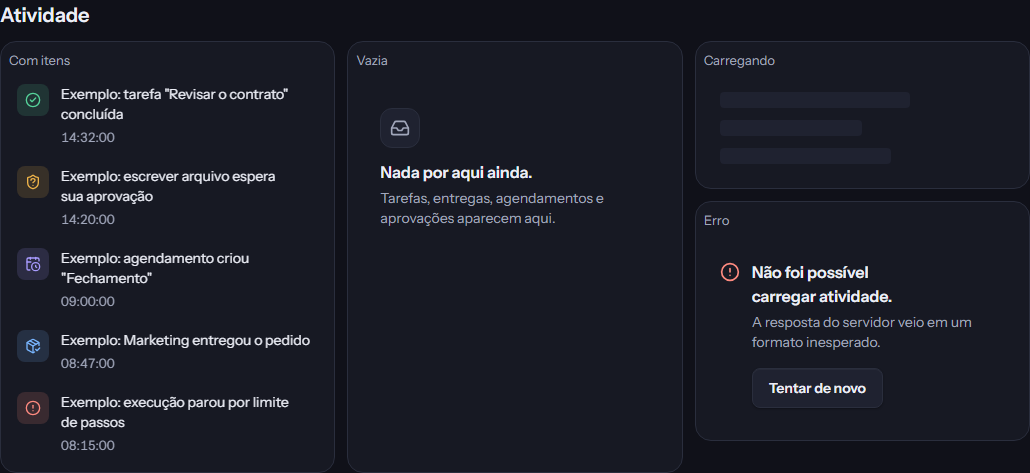 Atividade
Com itens
Exemplo: tarefa "Revisar o contrato"
concluída
14:32:00
Exemplo: escrever arquivo espera
sua aprovação
14:20:00
Exemplo: agendamento criou
"Fechamento"
09:00:00
Exemplo: Marketing entregou o pedido
08:47:00
Exemplo: execução parou por limite
de passos
08:15:00
Vazia
Nada por aqui ainda.
Tarefas, entregas, agendamentos e
aprovações aparecem aqui.
Carregando
Erro
Não foi possível
carregar atividade.
A resposta do servidor veio em um
formato inesperado.
Tentar de novo